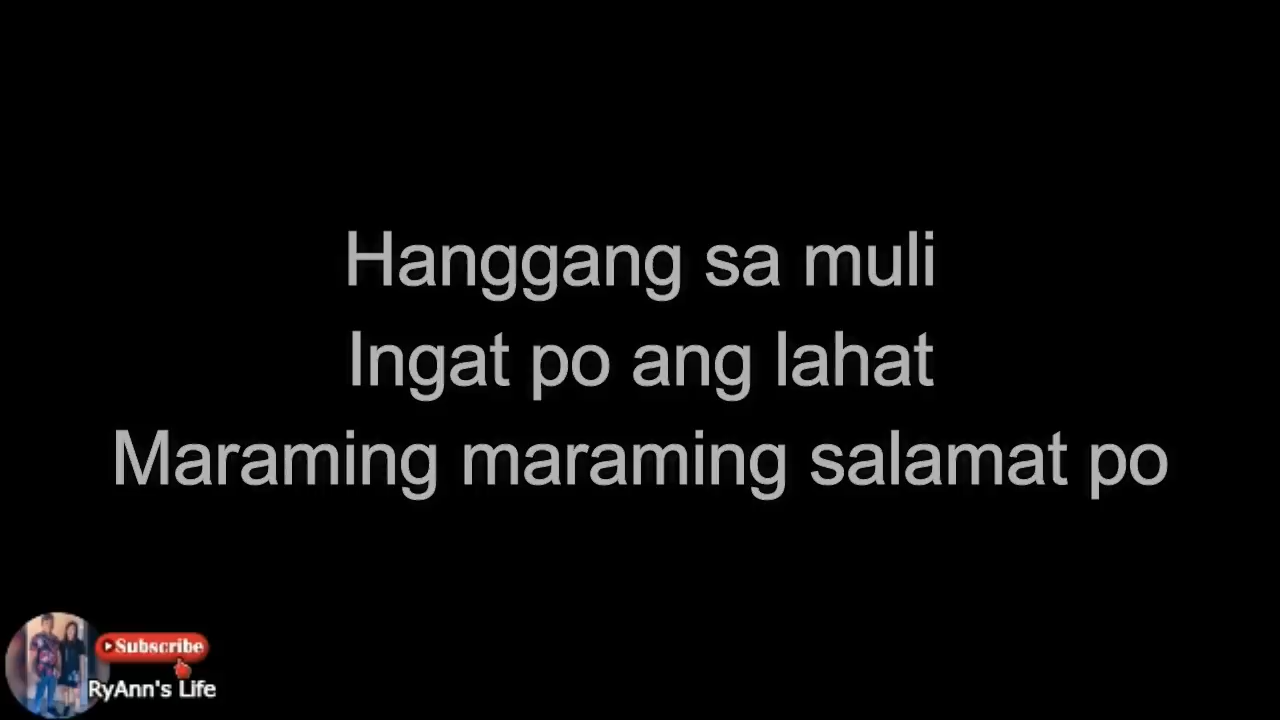 Hanggang sa muli
Ingat po ang lahat
Maraming maraming salamat po
Subscribe
RyAnn's Life